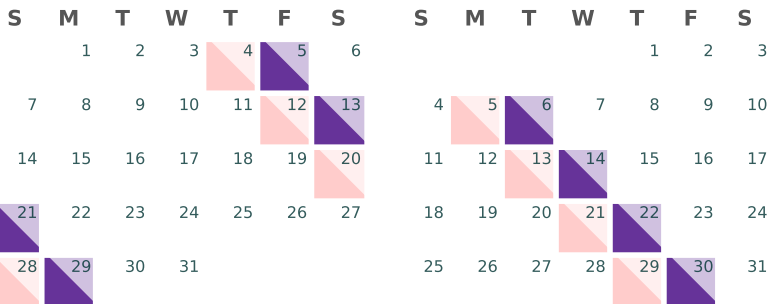 S M T W T F S
1 2 3 4 5 6
7 8 9 10 11 12 13
14 15 16 17 18 19 20
21 22 23 24 25 26 27
28 29 30 31
S M T W T F S
1 2 3
4 5 6 7 8 9 10
11 12 13 14 15 16 17
18 19 20 21 22 23 24
25 26 27 28 29 30 31